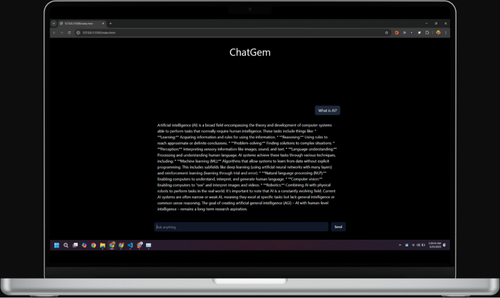 ChatGem
What is AI?
Artificial intelligence (AI) is a broad field encompassing the theory and development of computer systems
able to perform tasks that normally require human intelligence. These tasks include things like: *
**Learning:** Acquiring information and rules for using the information. * **Reasoning:** Using rules to
reach approximate or definite conclusions. * **Problem-solving:** Finding solutions to complex situations. *
**Perception:** Interpreting sensory information like images, sound, and text. * **Language understanding:**
Processing and understanding human language. AI systems achieve these tasks through various techniques,
including: * **Machine learning (ML):** Algorithms that allow systems to learn from data without explicit
programming. This includes subfields like deep learning (using artificial neural networks with many layers)
and reinforcement learning (learning through trial and error). * **Natural language processing (NLP):**
Enabling computers to understand, interpret, and generate human language. * **Computer vision:**
Enabling computers to "see" and interpret images and videos. * **Robotics:** Combining AI with physical
robots to perform tasks in the real world. It's important to note that AI is a constantly evolving field. Current
AI systems are often narrow or weak AI, meaning they excel at specific tasks but lack general intelligence or
common sense reasoning. The goal of creating artificial general intelligence (AGI) – AI with human-level
intelligence – remains a long-term research aspiration.
Ask anything
Send